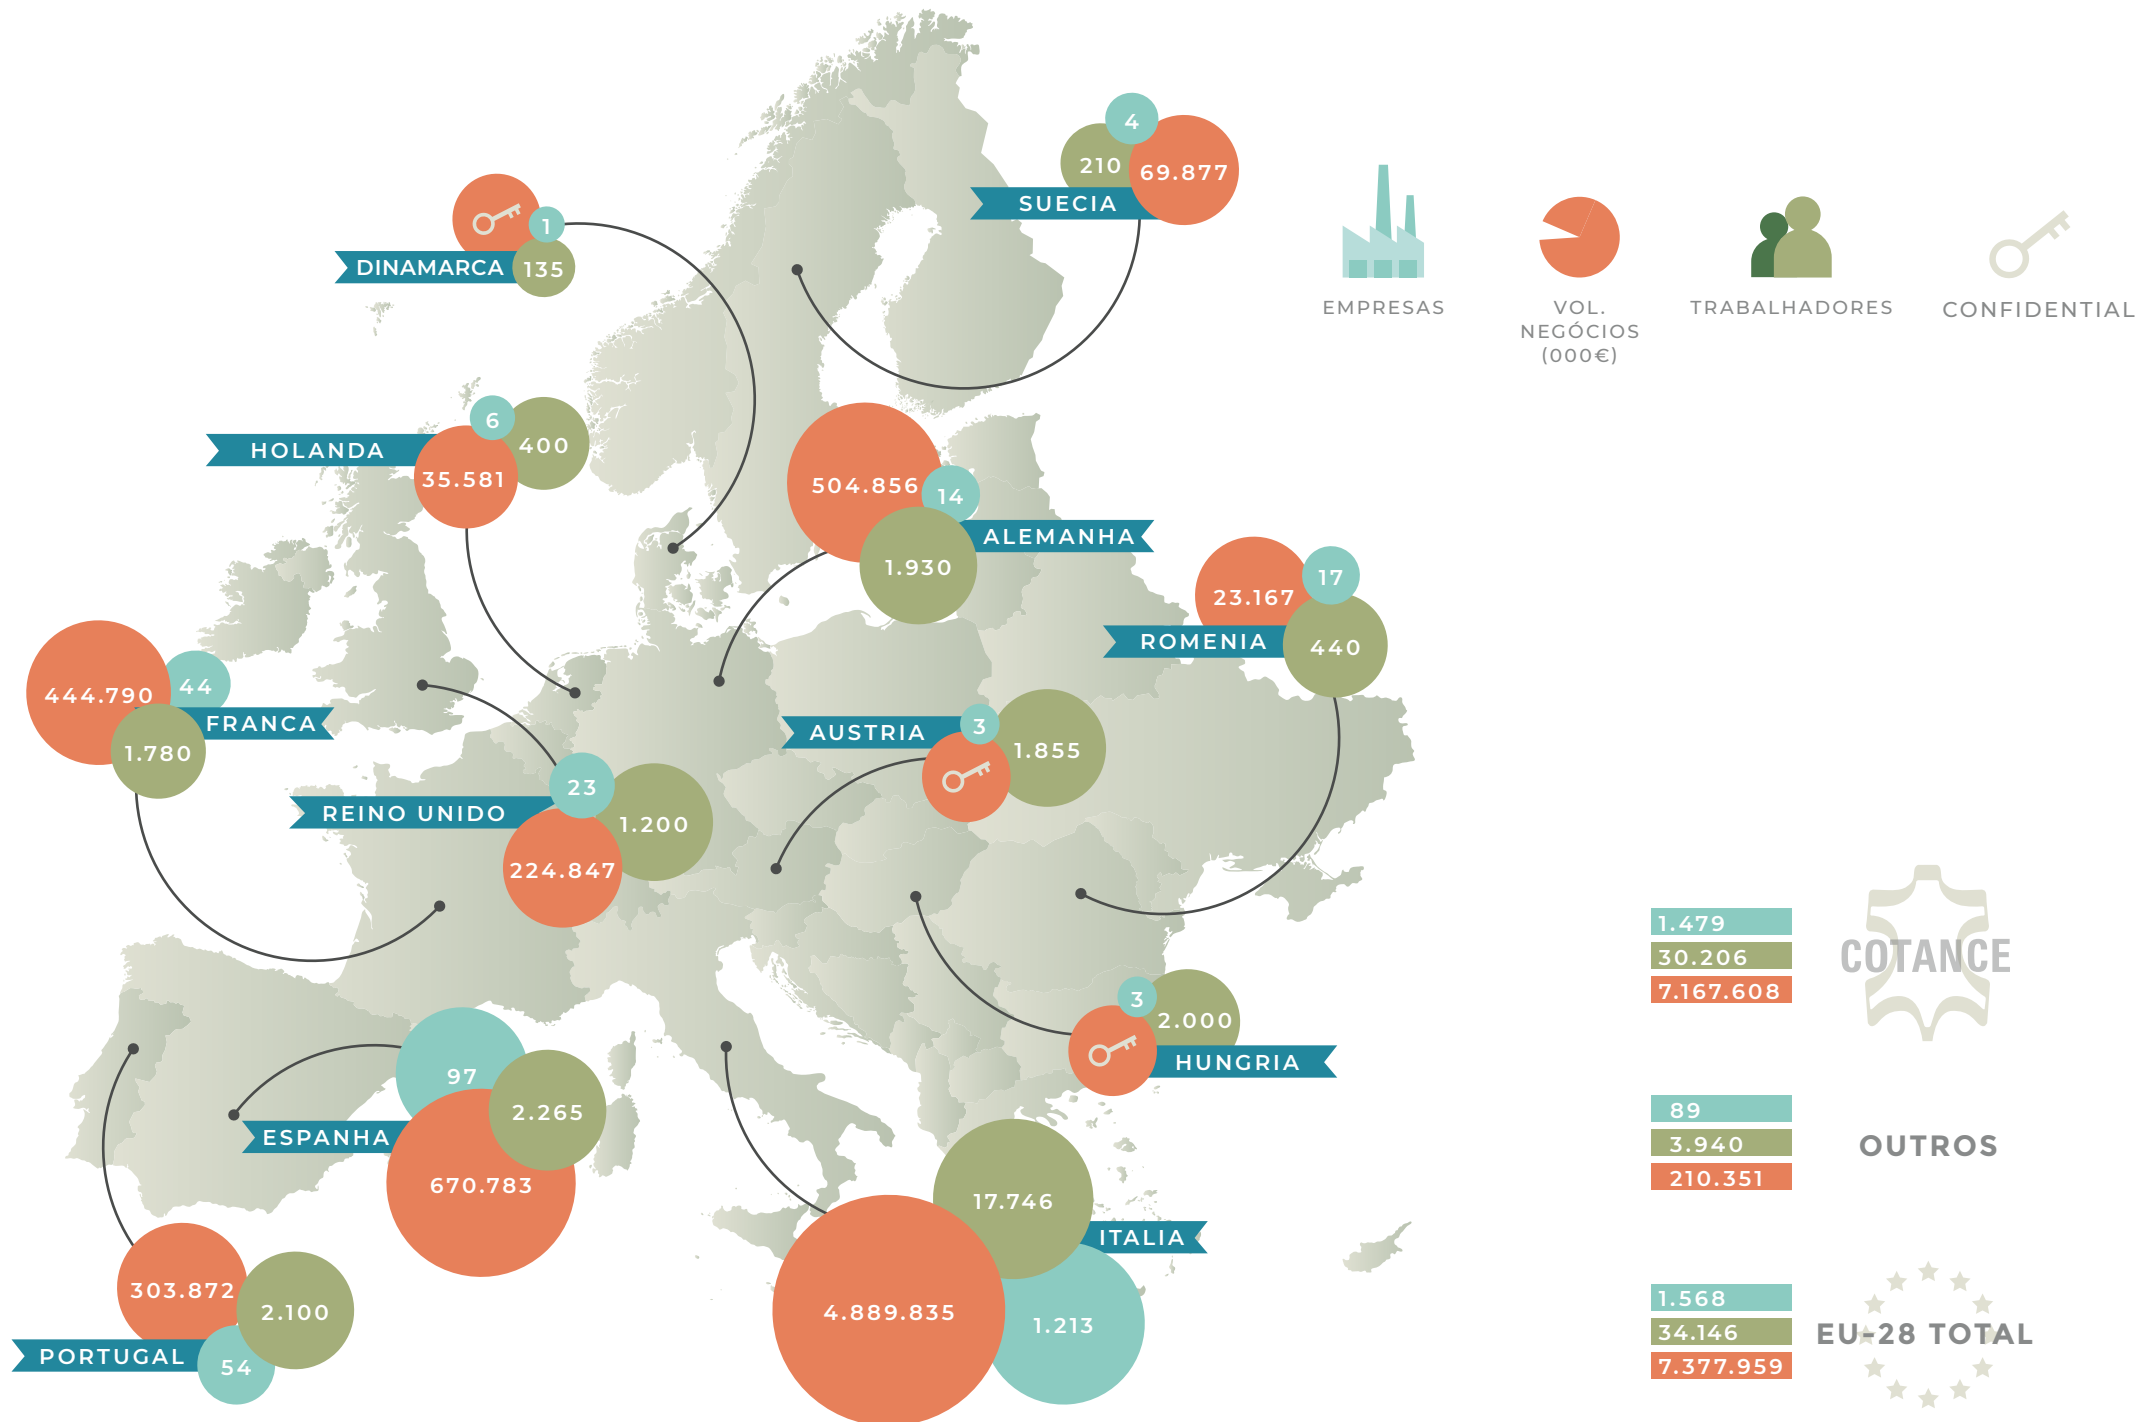 4
210
69.877
SUECIA
1
DINAMARCA
135
EMPRESAS
VOL.
NEGÓCIOS
(000€)
TRABALHADORES
CONFIDENTIAL
6
400
HOLANDA
35.581
504.856
14
ALEMANHA
1.930
17
23.167
ROMENIA
440
444.790
44
FRANCA
1.780
3
AUSTRIA
1.855
23
REINO UNIDO
1.200
224.847
3
2.000
HUNGRIA
97
2.265
ESPANHA
670.783
17.746
ITALIA
4.889.835
1.213
303.872
2.100
PORTUGAL
54
1.479
30.206
7.167.608
COTANCE
89
3.940
210.351
OUTROS
1.568
34.146
7.377.959
EU-28 TOTAL